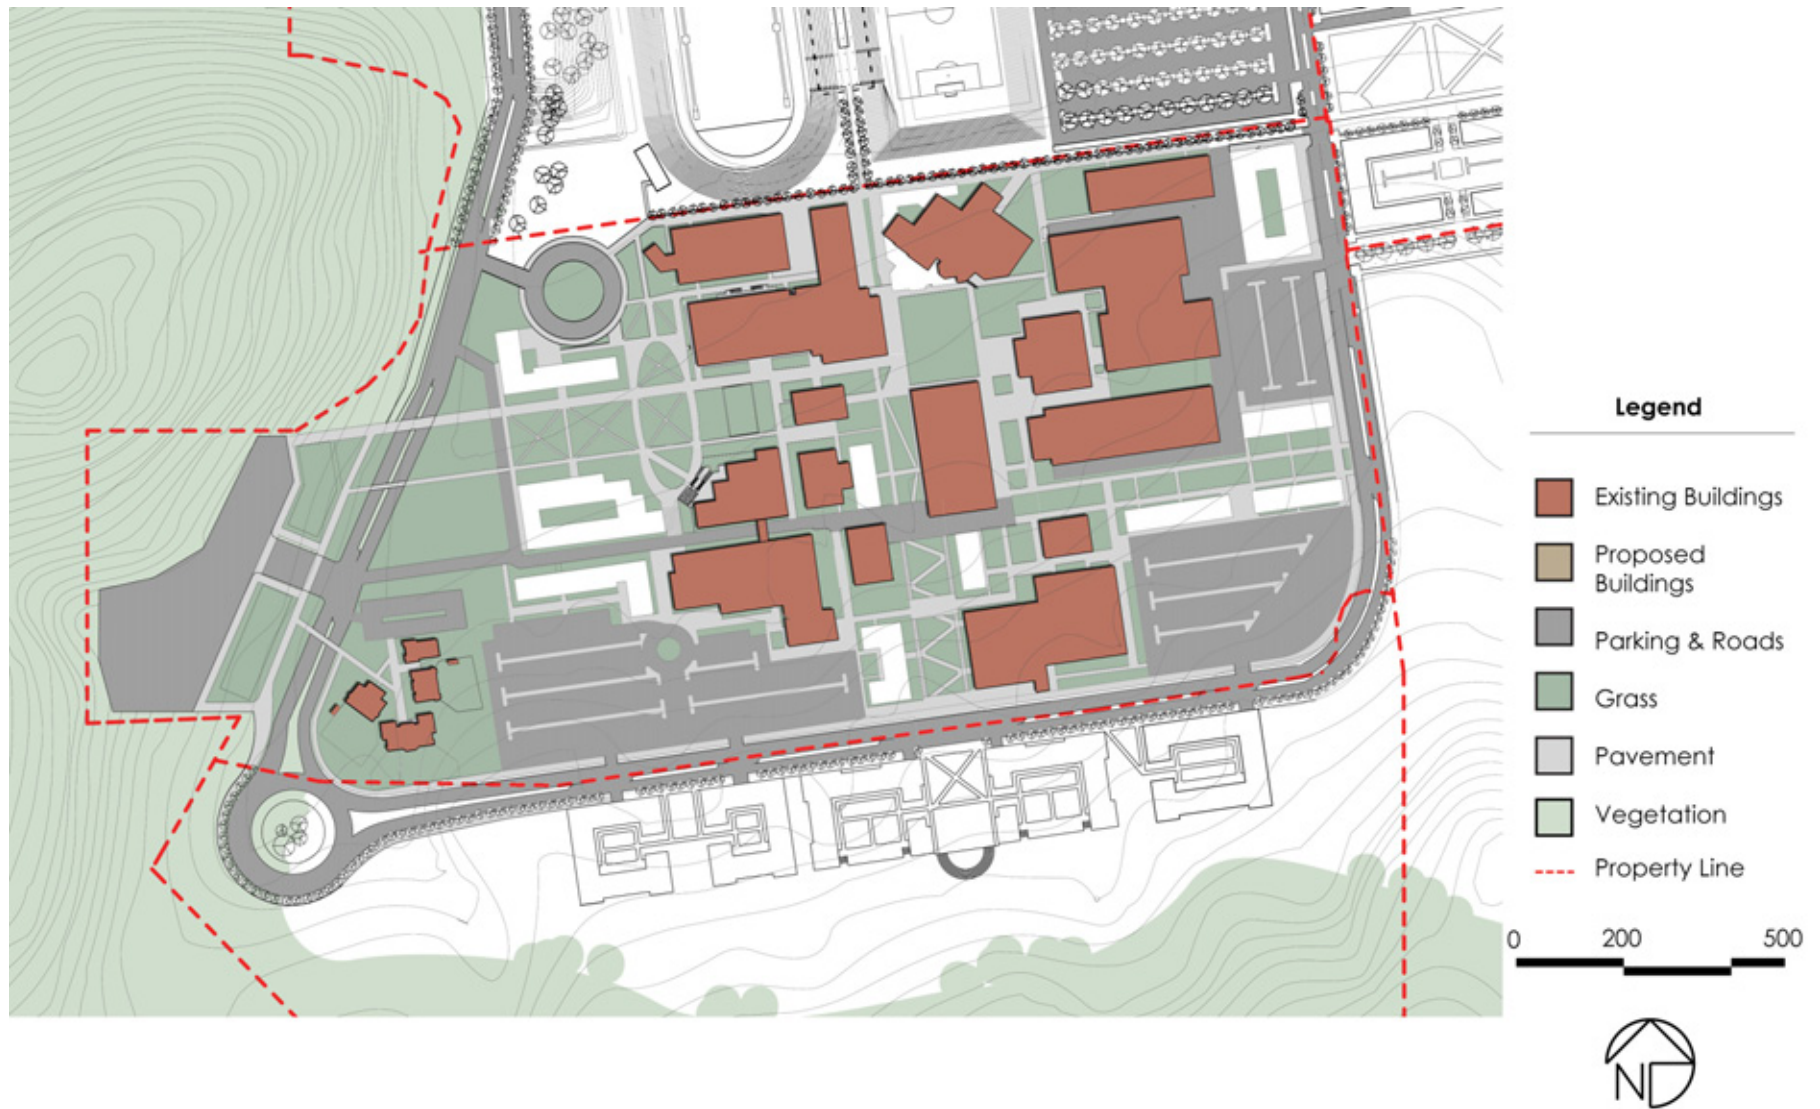 Legend
Existing Buildings
Proposed
Buildings
Parking & Roads
Grass
Pavement
Vegetation
Property Line
0 200 500
N